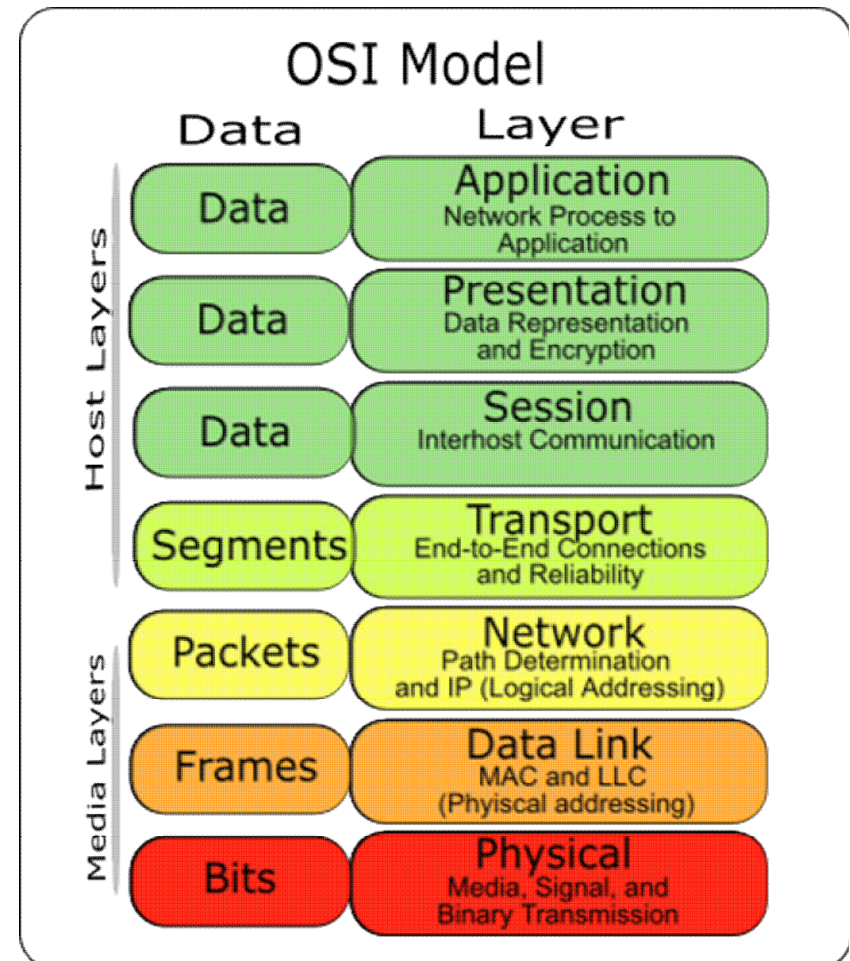 OSI Model
Data Layer
Host Layers
Data
Application
Network Process to
Application
Data
Presentation
Data Representation
and Encryption
Data
Session
Interhost Communication
Segments
Transport
End-to-End Connections
and Reliability
Media Layers
Packets
Network
Path Determination
and IP (Logical Addressing)
Frames
Data Link
MAC and LLC
(Phyiscal addressing)
Bits
Physical
Media, Signal, and
Binary Transmission